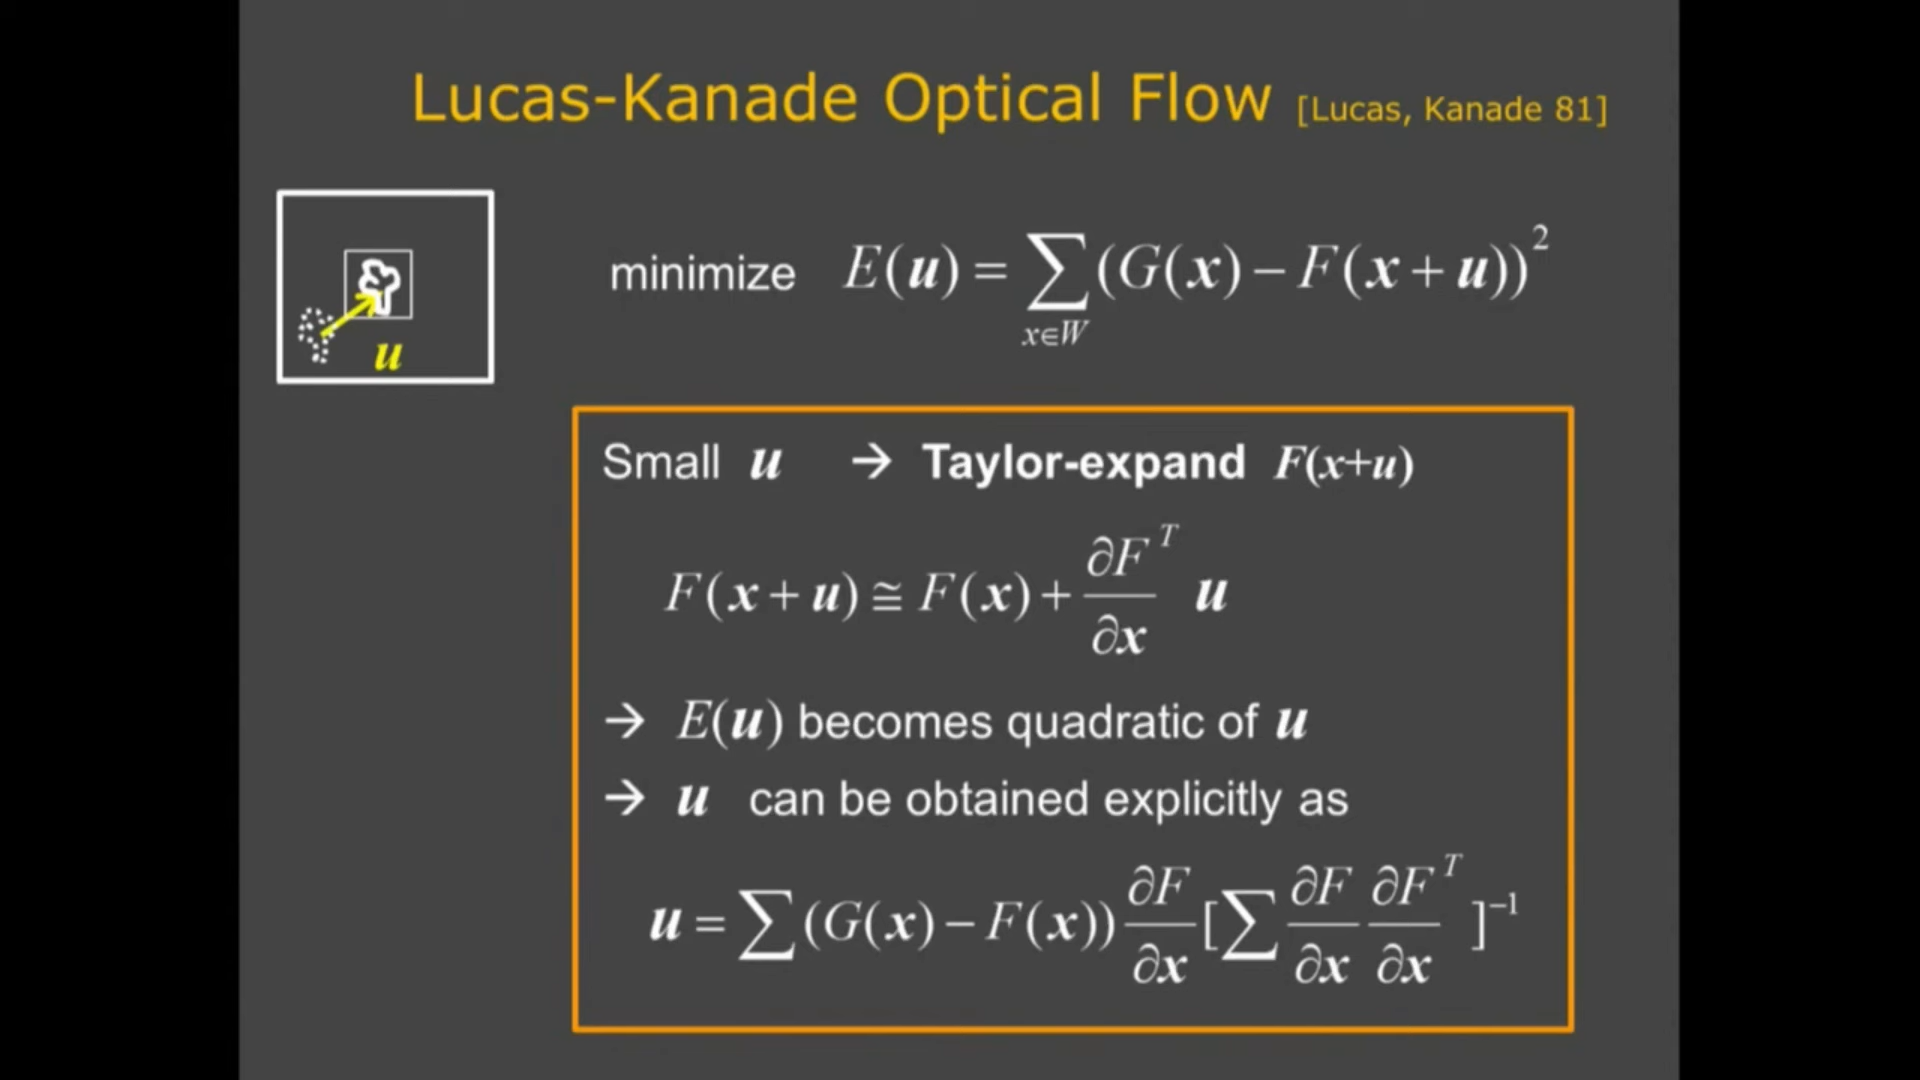 Lucas-Kanade Optical Flow [Lucas, Kanade 81]
u
minimize E(u) = ∑_{x∈W} (G(x) − F(x + u))²
Small u → Taylor-expand F(x+u)
F(x + u) ≅ F(x) + ∂F/∂x ᵀ u
→ E(u) becomes quadratic of u
→ u can be obtained explicitly as
u = ∑ (G(x) − F(x)) ∂F/∂x [∑ ∂F/∂x ∂F/∂x ᵀ ]⁻¹